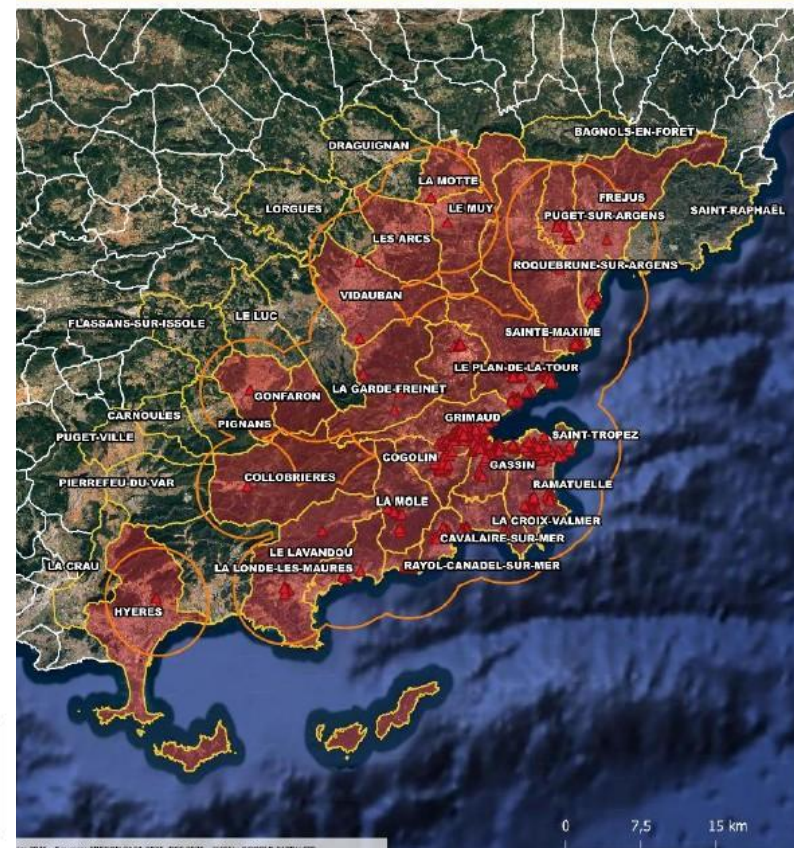 BAGNOLS-EN-FORET
DRAGUIGNAN
LA MOTTE
FREJUS
LORGUES
LE MUY
PUGET-SUR-ARGENS
SAINT-RAPHAËL
LES ARCS
ROQUEBRUNE-SUR-ARGENS
VIDAUBAN
LE LUC
FLASSANS-SUR-ISSOLE
SAINTE-MAXIME
LE PLAN-DE-LA-TOUR
LA GARDE-FREINET
GONFARON
CARNOULES
GRIMAUD
PIGNANS
PUGET-VILLE
SAINT-TROPEZ
COGOLIN
GASSIN
COLLOBRIERES
PIERREFEU-DU-VAR
RAMATUELLE
LA MOLE
LA CROIX-VALMER
CAVALAIRE-SUR-MER
LE LAVANDOU
LA CRAU
LA LONDE-LES-MAURES
RAYOL-CANADEL-SUR-MER
HYERES
0 7,5 15 km